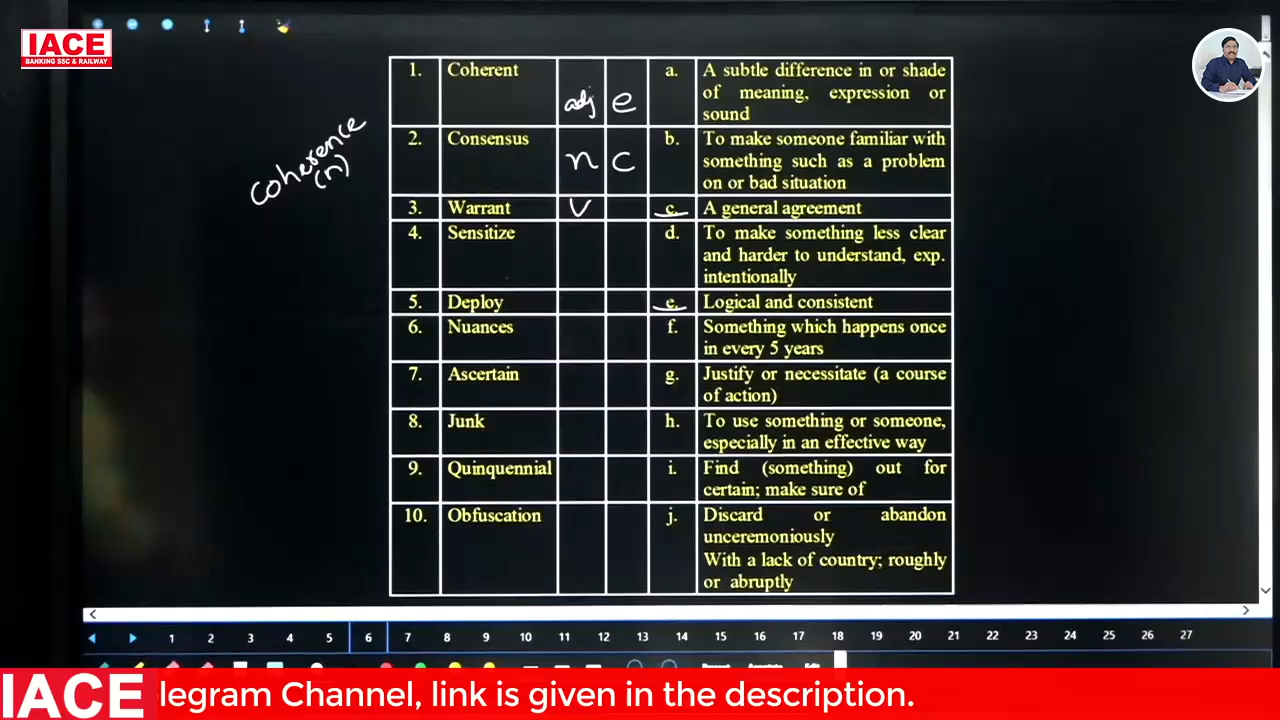 IACE
BANKING SSC & RAILWAY
1. Coherent adj e a. A subtle difference in or shade
of meaning, expression or
sound
coherence
(n)
2. Consensus n c b. To make someone familiar with
something such as a problem
on or bad situation
3. Warrant v c. A general agreement
4. Sensitize d. To make something less clear
and harder to understand, exp.
intentionally
5. Deploy e. Logical and consistent
6. Nuances f. Something which happens once
in every 5 years
7. Ascertain g. Justify or necessitate (a course
of action)
8. Junk h. To use something or someone,
especially in an effective way
9. Quinquennial i. Find (something) out for
certain; make sure of
10. Obfuscation j. Discard or abandon
unceremoniously
With a lack of country; roughly
or abruptly
1 2 3 4 5 6 7 8 9 10 11 12 13 14 15 16 17 18 19 20 21 22 23 24 25 26 27
IACE legram Channel, link is given in the description.